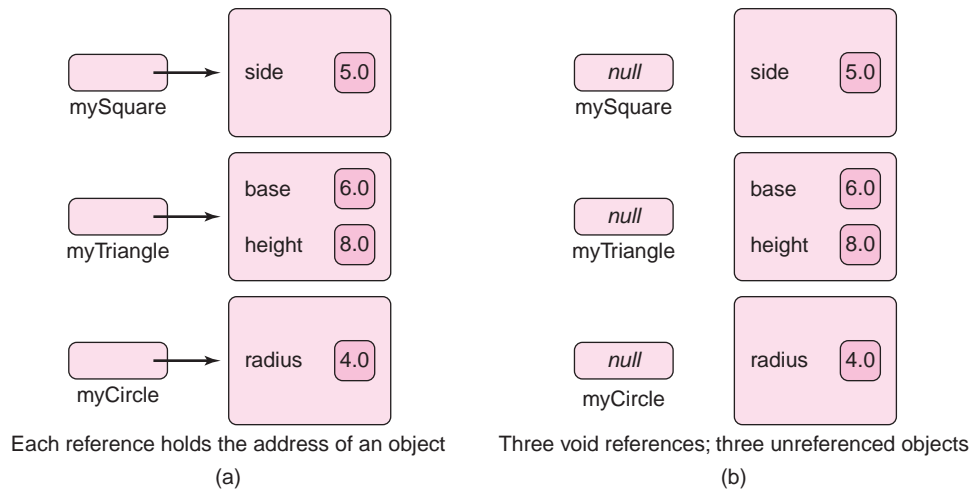 side 5.0
mySquare
base 6.0
height 8.0
myTriangle
radius 4.0
myCircle
Each reference holds the address of an object
(a)
null
side 5.0
mySquare
base 6.0
null
height 8.0
myTriangle
null
radius 4.0
myCircle
Three void references; three unreferenced objects
(b)